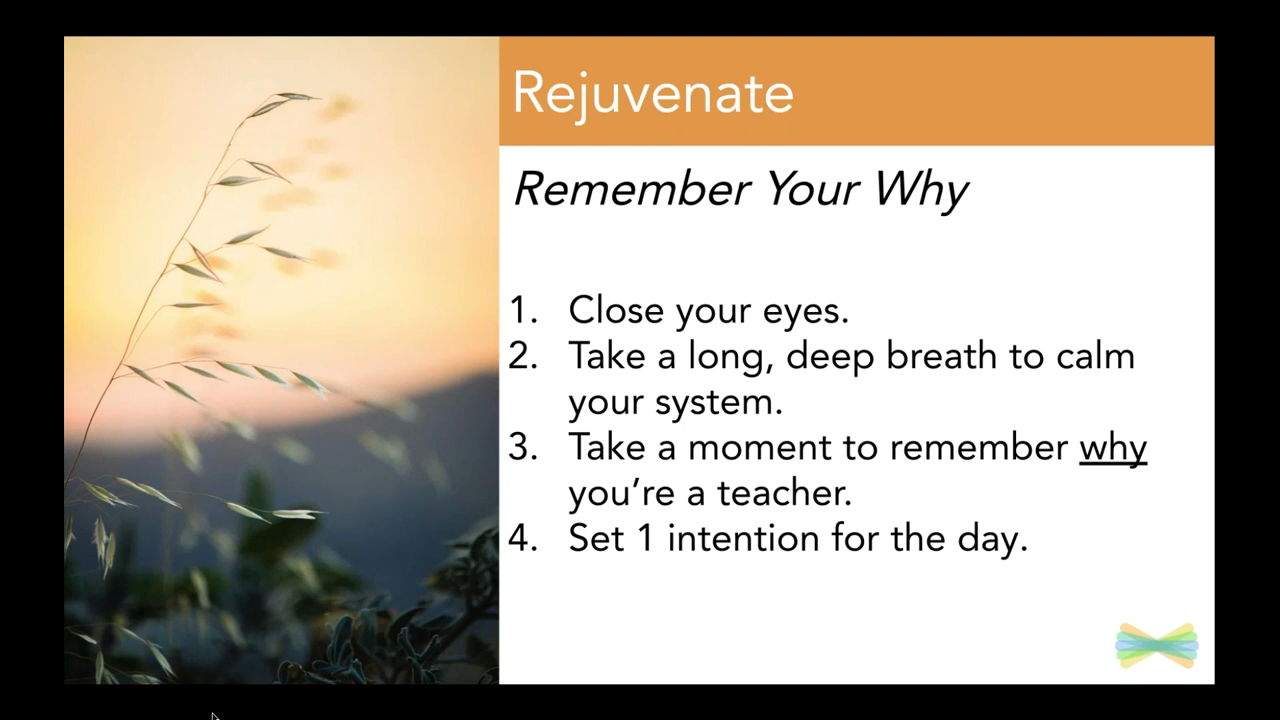 Rejuvenate
Remember Your Why
1. Close your eyes.
2. Take a long, deep breath to calm
your system.
3. Take a moment to remember why
you're a teacher.
4. Set 1 intention for the day.